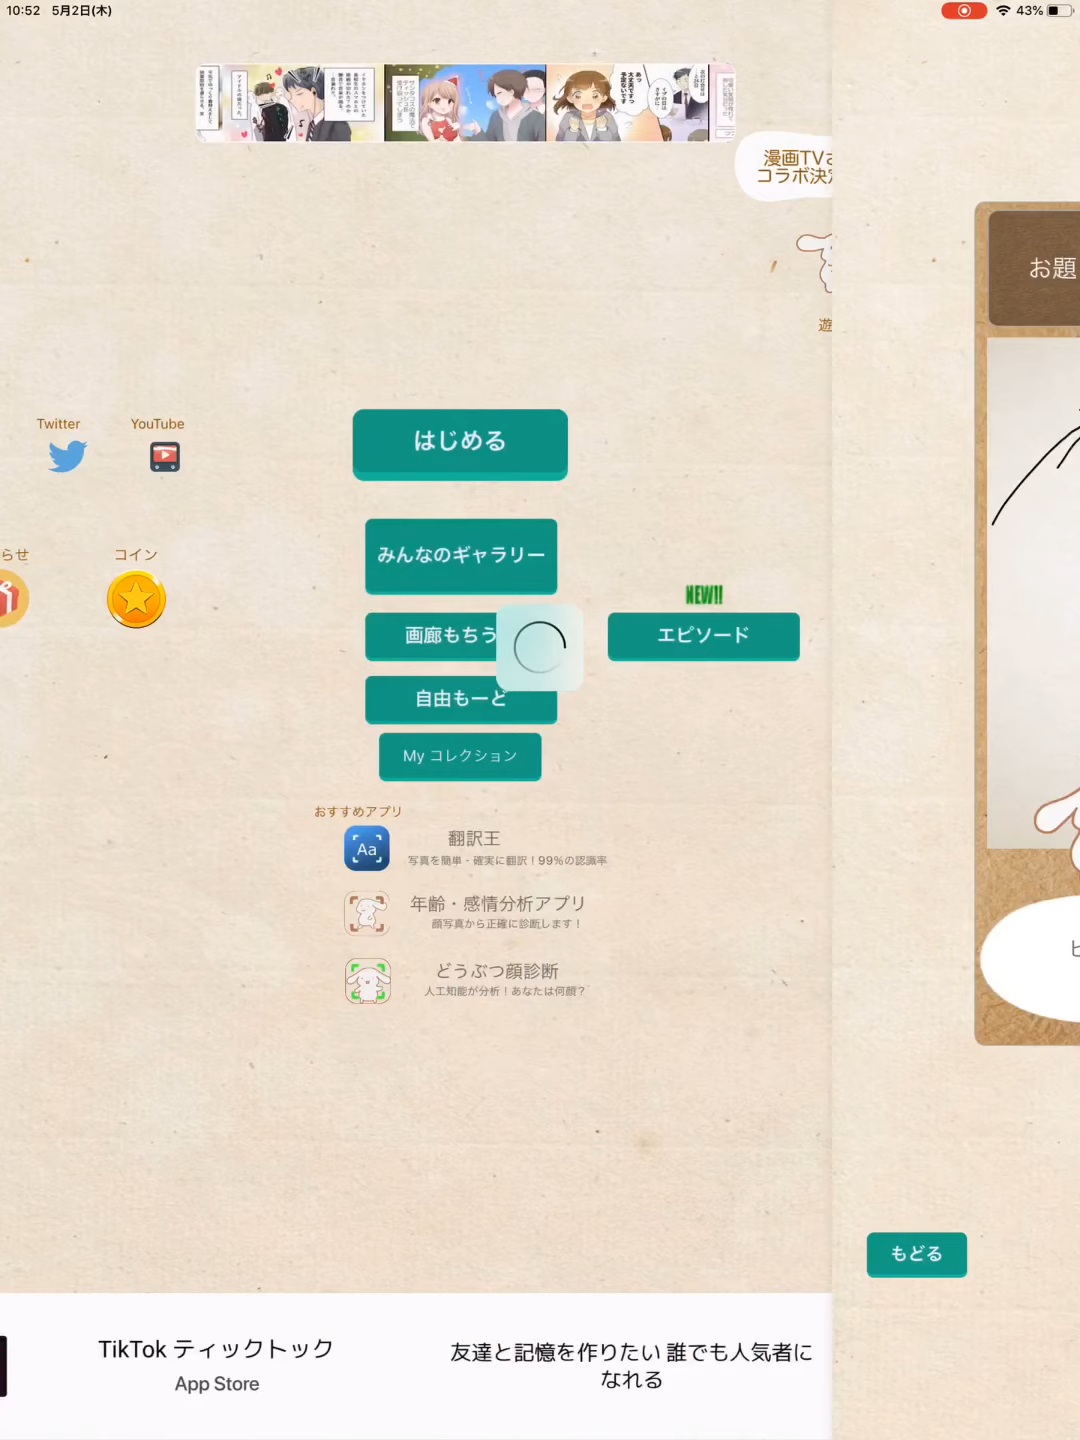 10:52 5月2日(木)
43%
漫画TVさ
コラボ決定
遊
お題
Twitter
YouTube
はじめる
らせ
コイン
みんなのギャラリー
NEW!!
画廊もちう
エピソード
自由もーど
My コレクション
おすすめアプリ
Aa
翻訳王
写真を簡単・確実に翻訳！99%の認識率
年齢・感情分析アプリ
顔写真から正確に診断します！
どうぶつ顔診断
人工知能が分析！あなたは何顔？
もどる
TikTok ティックトック
App Store
友達と記憶を作りたい 誰でも人気者に
なれる